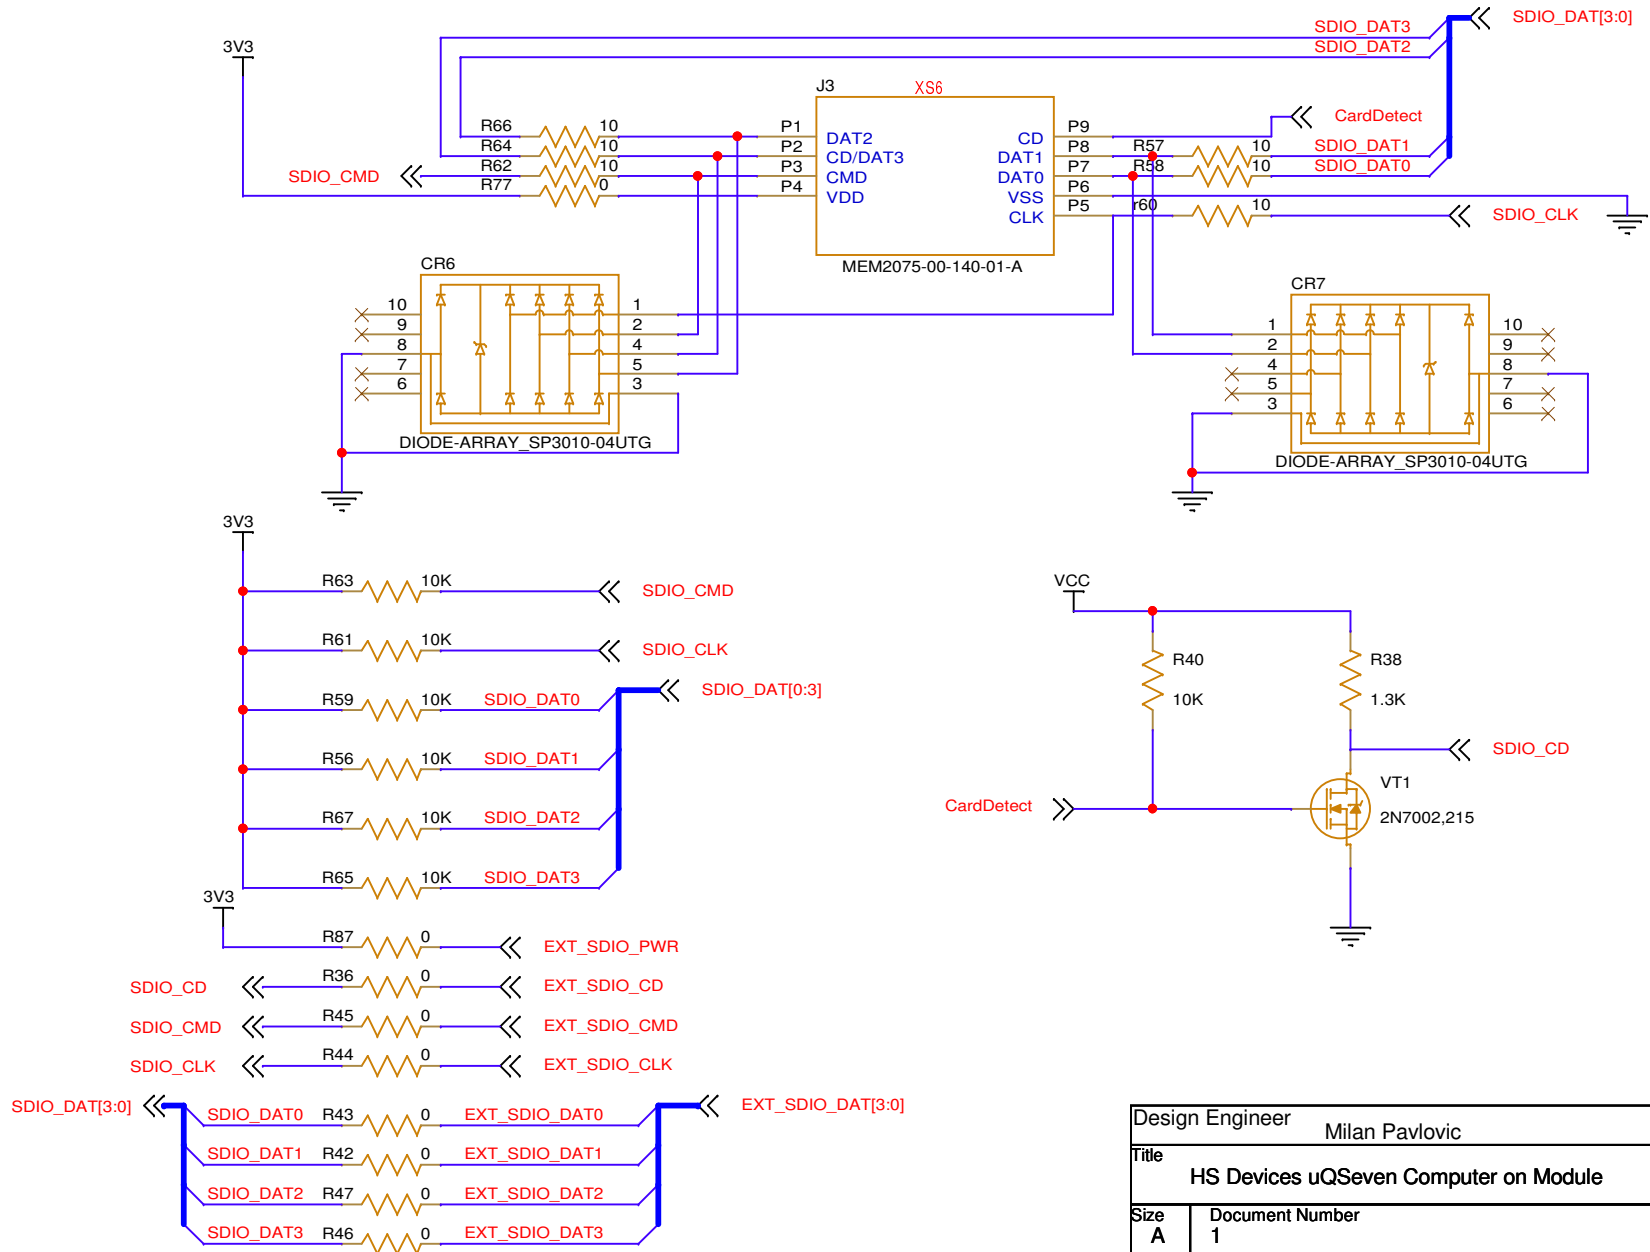 SDIO_DAT3 SDIO_DAT[3:0]
3V3 SDIO_DAT2
J3 XS6
CardDetect
R66 10 P1 DAT2 CD P9
R64 10 P2 CD/DAT3 DAT1 P8 R57 10 SDIO_DAT1
SDIO_CMD R62 10 P3 CMD DAT0 P7 R58 10 SDIO_DAT0
R77 0 P4 VDD VSS P6
CLK P5 r60 10 SDIO_CLK
MEM2075-00-140-01-A
CR6
10 1
9 2
8 4
7 5
6 3
DIODE-ARRAY_SP3010-04UTG
CR7
1 10
2 9
4 8
5 7
3 6
DIODE-ARRAY_SP3010-04UTG
3V3
R63 10K SDIO_CMD
R61 10K SDIO_CLK
R59 10K SDIO_DAT0 SDIO_DAT[0:3]
R56 10K SDIO_DAT1
R67 10K SDIO_DAT2
R65 10K SDIO_DAT3
VCC
R40 R38
10K 1.3K
SDIO_CD
VT1
CardDetect 2N7002,215
3V3
R87 0 EXT_SDIO_PWR
SDIO_CD R36 0 EXT_SDIO_CD
SDIO_CMD R45 0 EXT_SDIO_CMD
SDIO_CLK R44 0 EXT_SDIO_CLK
SDIO_DAT[3:0] EXT_SDIO_DAT[3:0]
SDIO_DAT0 R43 0 EXT_SDIO_DAT0
SDIO_DAT1 R42 0 EXT_SDIO_DAT1
SDIO_DAT2 R47 0 EXT_SDIO_DAT2
SDIO_DAT3 R46 0 EXT_SDIO_DAT3
Design Engineer Milan Pavlovic
Title
HS Devices uQSeven Computer on Module
Size Document Number
A 1